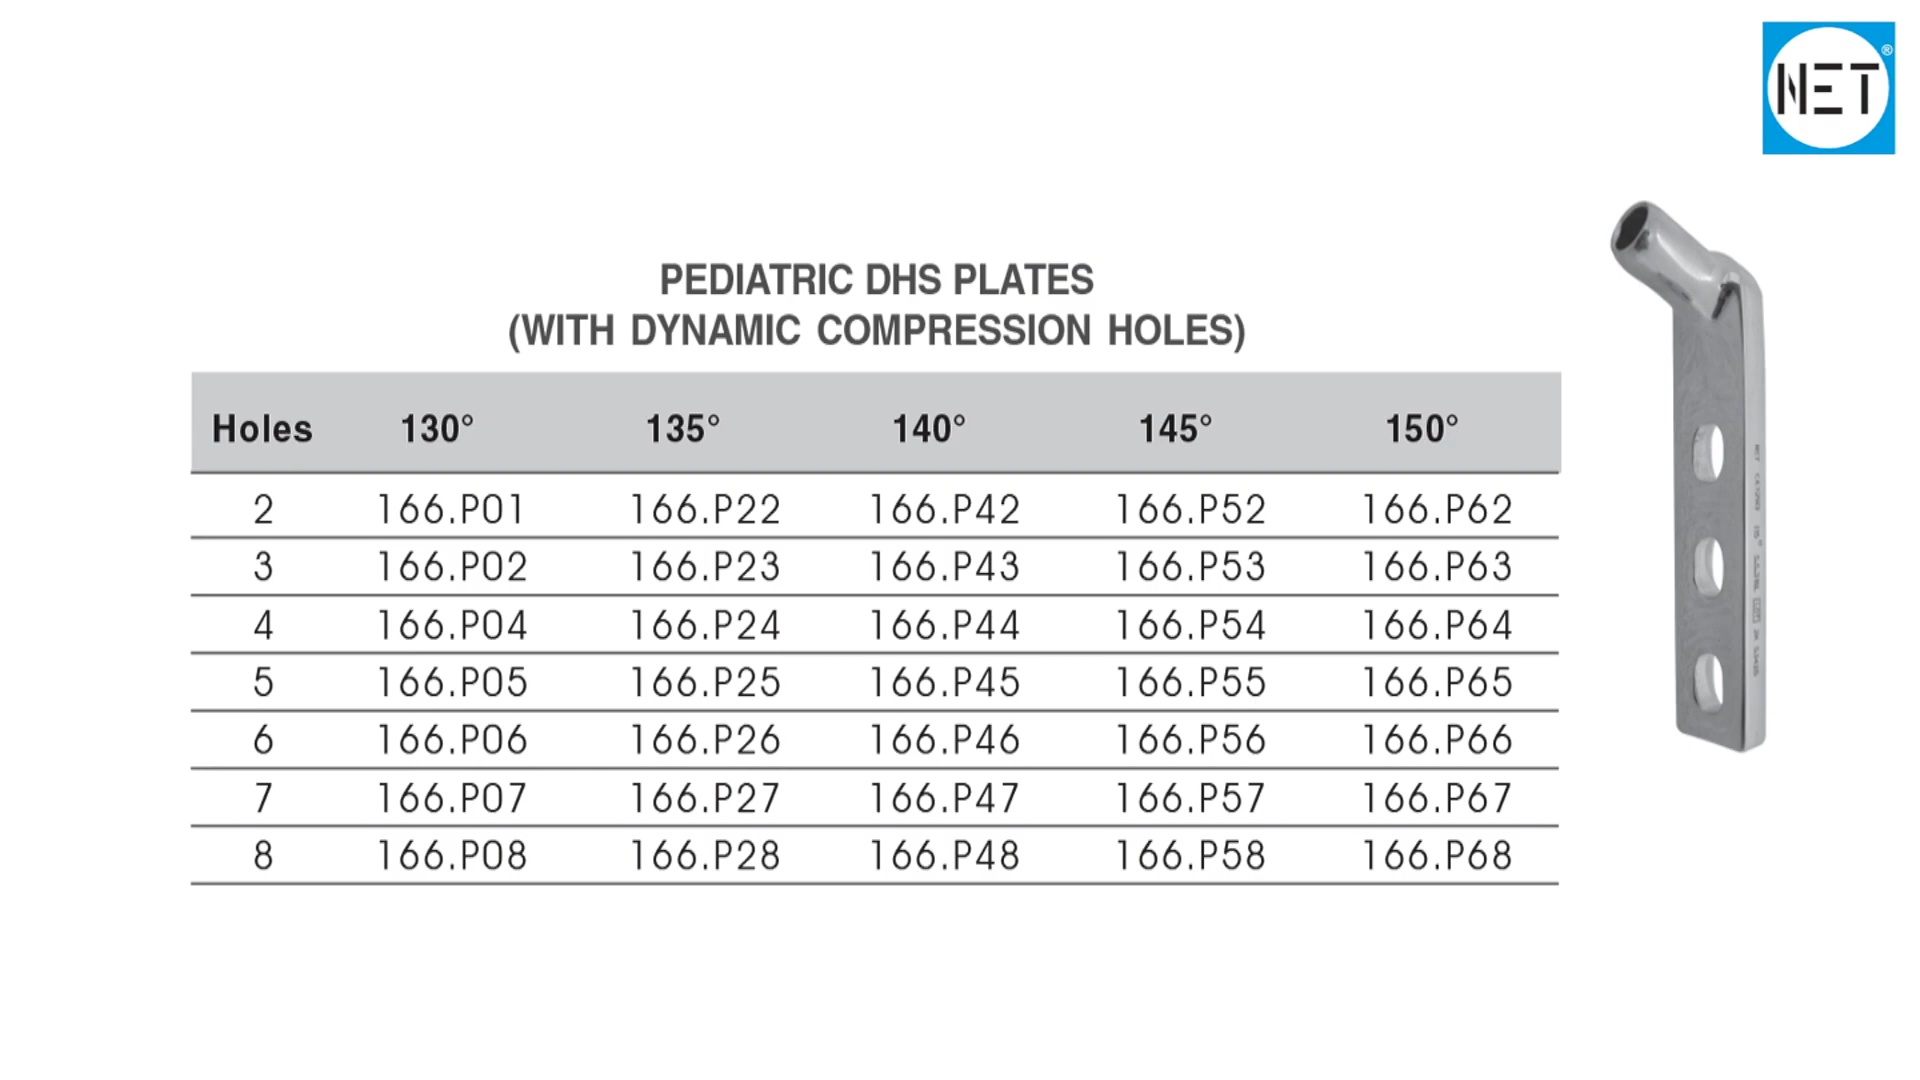 NET®
PEDIATRIC DHS PLATES
(WITH DYNAMIC COMPRESSION HOLES)
Holes 130° 135° 140° 145° 150°
2 166.P01 166.P22 166.P42 166.P52 166.P62
3 166.P02 166.P23 166.P43 166.P53 166.P63
4 166.P04 166.P24 166.P44 166.P54 166.P64
5 166.P05 166.P25 166.P45 166.P55 166.P65
6 166.P06 166.P26 166.P46 166.P56 166.P66
7 166.P07 166.P27 166.P47 166.P57 166.P67
8 166.P08 166.P28 166.P48 166.P58 166.P68
NET